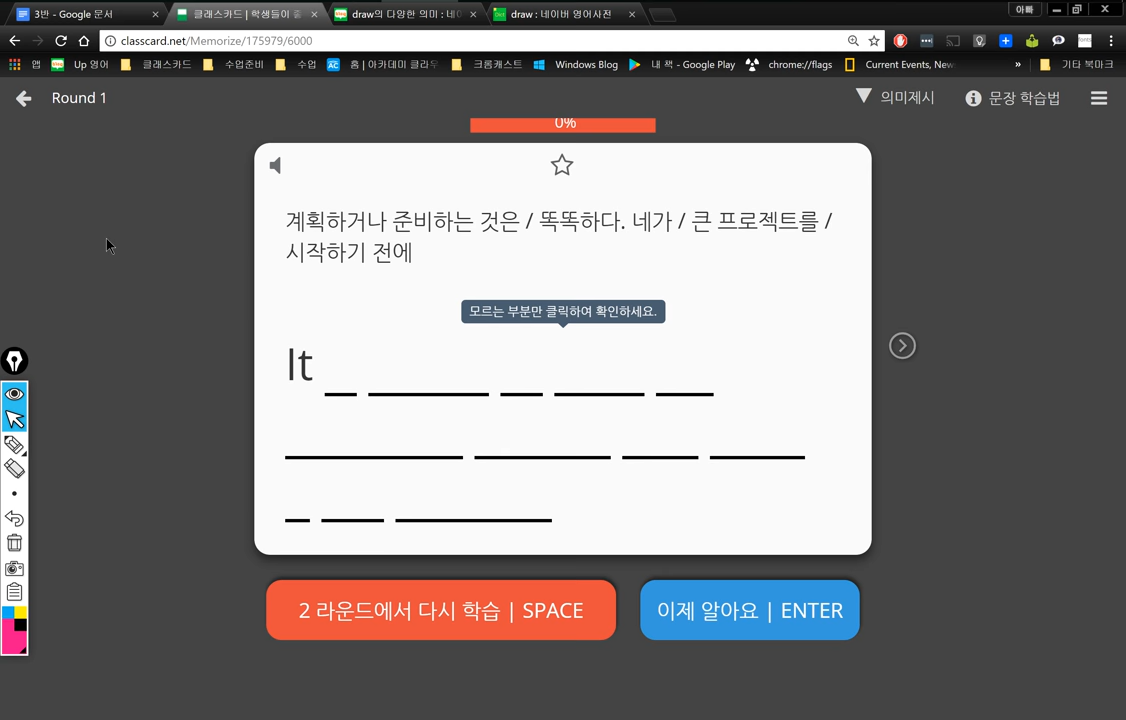 3반 - Google 문서
클래스카드 | 학생들이 좋
draw의 다양한 의미 : 네이
draw : 네이버 영어사전
아빠
classcard.net/Memorize/175979/6000
앱
Up 영어
클래스카드
수업준비
수업
홈 | 아카데미 클라우
크롬캐스트
Windows Blog
내 책 - Google Play
chrome://flags
Current Events, New
»
기타 북마크
Round 1
의미제시
문장 학습법
0%
계획하거나 준비하는 것은 / 똑똑하다. 네가 / 큰 프로젝트를 /
시작하기 전에
모르는 부분만 클릭하여 확인하세요.
It
2 라운드에서 다시 학습 | SPACE
이제 알아요 | ENTER